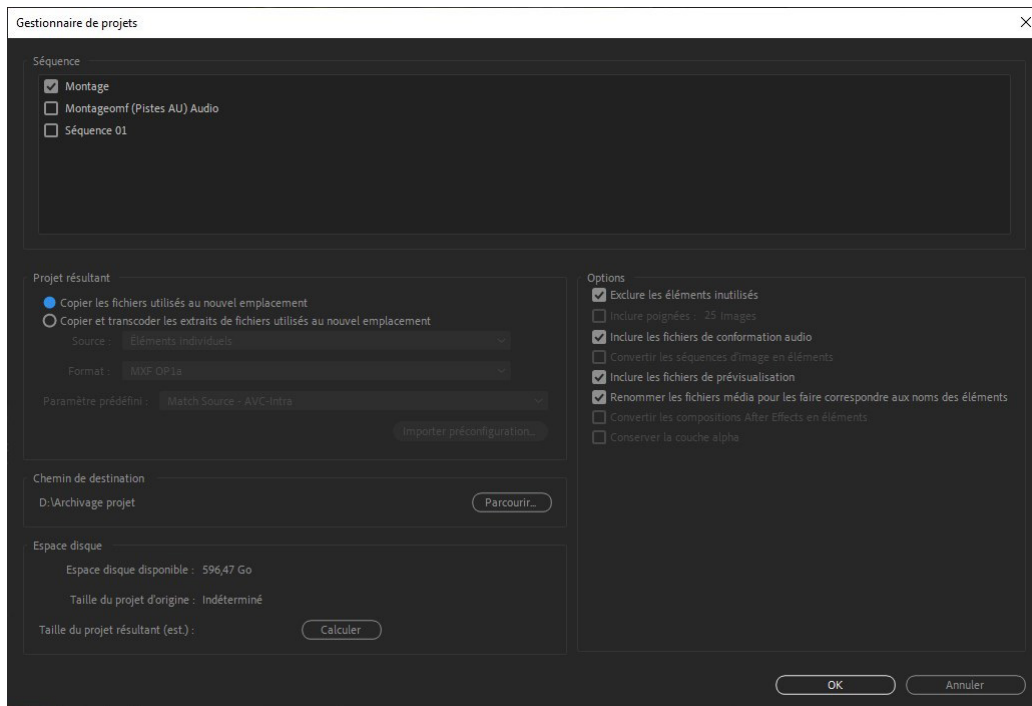 Gestionnaire de projets
Séquence
Montage
Montageomf (Pistes AU) Audio
Séquence 01
Projet résultant
Copier les fichiers utilisés au nouvel emplacement
Copier et transcoder les extraits de fichiers utilisés au nouvel emplacement
Source : Éléments individuels
Format : MXF OP1a
Paramètre prédéfini : Match Source - AVC-Intra
Importer préconfiguration...
Chemin de destination
D:\Archivage projet Parcourir...
Espace disque
Espace disque disponible : 596,47 Go
Taille du projet d'origine : Indéterminé
Taille du projet résultant (est.) : Calculer
Options
Exclure les éléments inutilisés
Inclure poignées : 25 Images
Inclure les fichiers de conformation audio
Convertir les séquences d'image en éléments
Inclure les fichiers de prévisualisation
Renommer les fichiers média pour les faire correspondre aux noms des éléments
Convertir les compositions After Effects en éléments
Conserver la couche alpha
OK Annuler